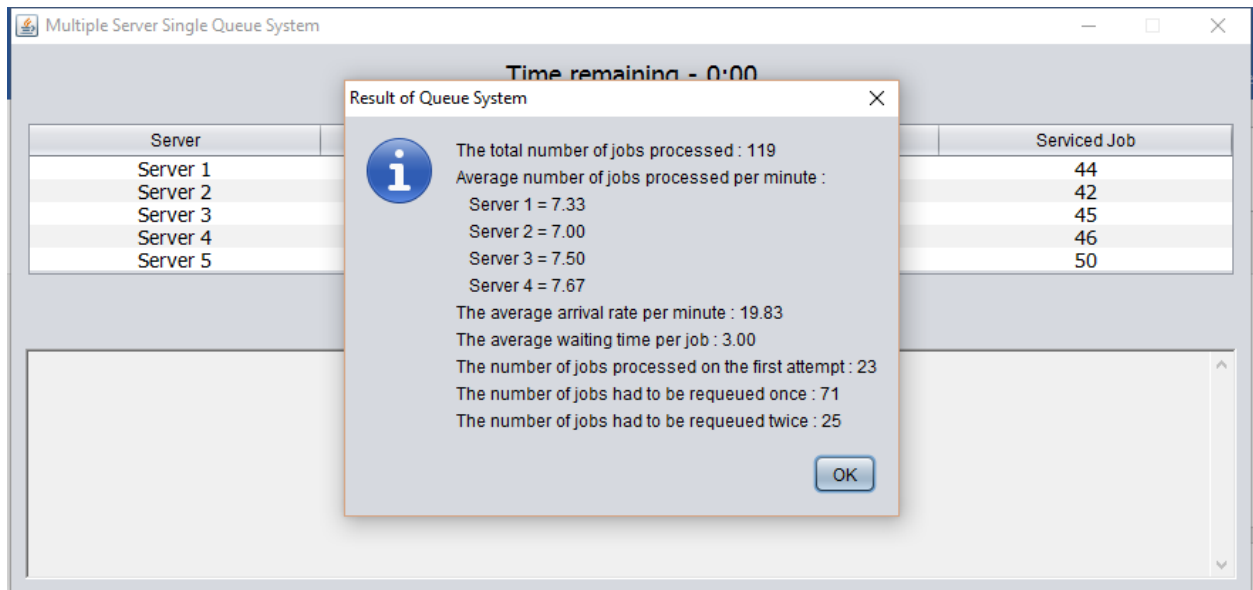 Multiple Server Single Queue System
Time remaining - 0:00
Result of Queue System
The total number of jobs processed : 119
Average number of jobs processed per minute :
Server 1 = 7.33
Server 2 = 7.00
Server 3 = 7.50
Server 4 = 7.67
The average arrival rate per minute : 19.83
The average waiting time per job : 3.00
The number of jobs processed on the first attempt : 23
The number of jobs had to be requeued once : 71
The number of jobs had to be requeued twice : 25
OK
Server Serviced Job
Server 1 44
Server 2 42
Server 3 45
Server 4 46
Server 5 50